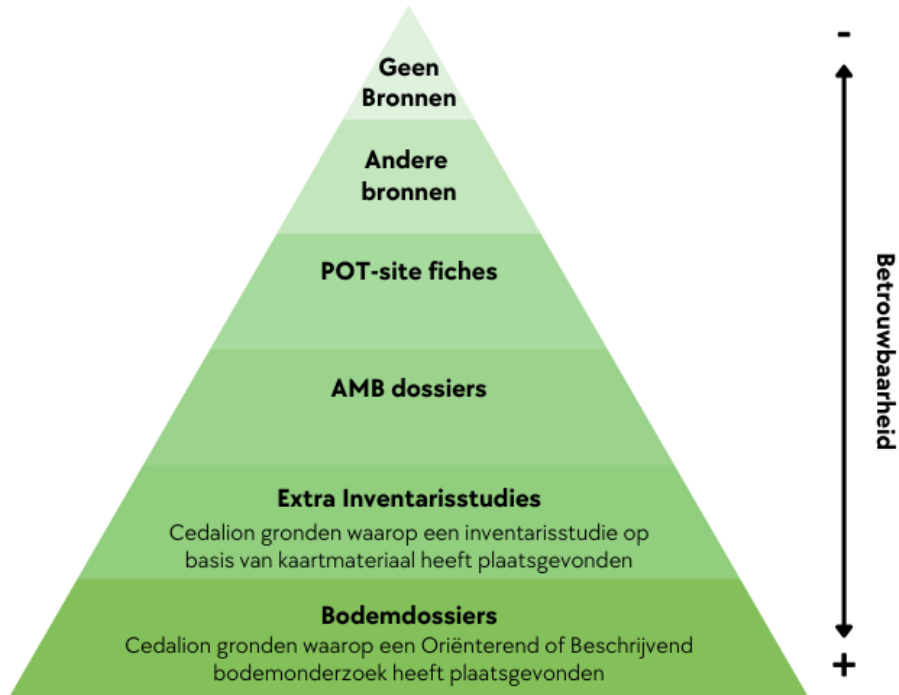 Geen
Bronnen
-
Andere
bronnen
POT-site fiches
Betrouwbaarheid
AMB dossiers
Extra Inventarisstudies
Cedalion gronden waarop een inventarisstudie op
basis van kaartmateriaal heeft plaatsgevonden
Bodemdossiers
Cedalion gronden waarop een Oriënterend of Beschrijvend
bodemonderzoek heeft plaatsgevonden
+